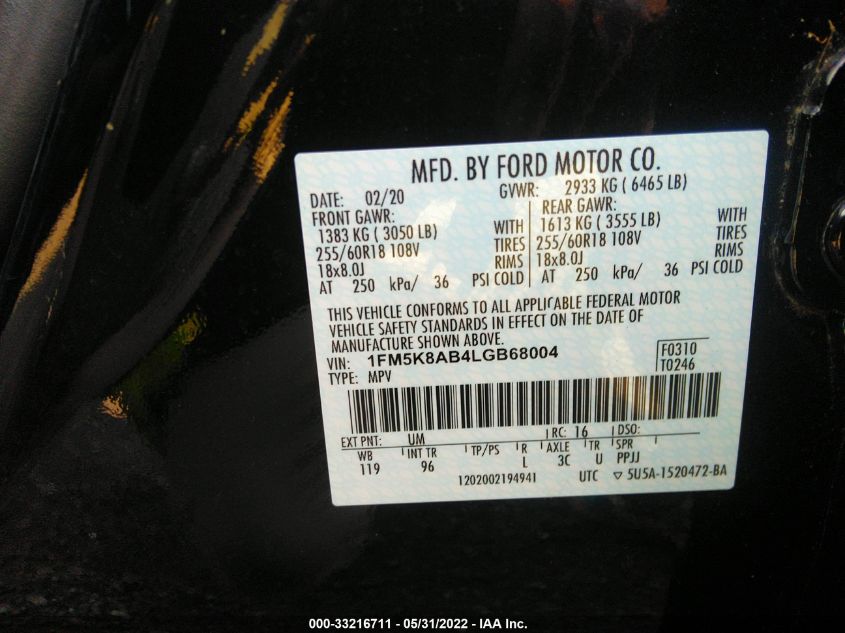 MFD. BY FORD MOTOR CO.
DATE: 02/20 GVWR: 2933 KG ( 6465 LB)
FRONT GAWR: REAR GAWR:
1383 KG ( 3050 LB) WITH 1613 KG ( 3555 LB) WITH
255/60R18 108V TIRES 255/60R18 108V TIRES
18x8.0J RIMS 18x8.0J RIMS
AT 250 kPa/ 36 PSI COLD AT 250 kPa/ 36 PSI COLD
THIS VEHICLE CONFORMS TO ALL APPLICABLE FEDERAL MOTOR
VEHICLE SAFETY STANDARDS IN EFFECT ON THE DATE OF
MANUFACTURE SHOWN ABOVE.
VIN: 1FM5K8AB4LGB68004 F0310
TYPE: MPV T0246
EXT PNT: UM RC: 16 DSO:
WB INT TR TP/PS R AXLE TR SPR
119 96 L 3C U PPJJ
1202002194941 UTC ▽ 5U5A-1520472-BA
000-33216711 - 05/31/2022 - IAA Inc.